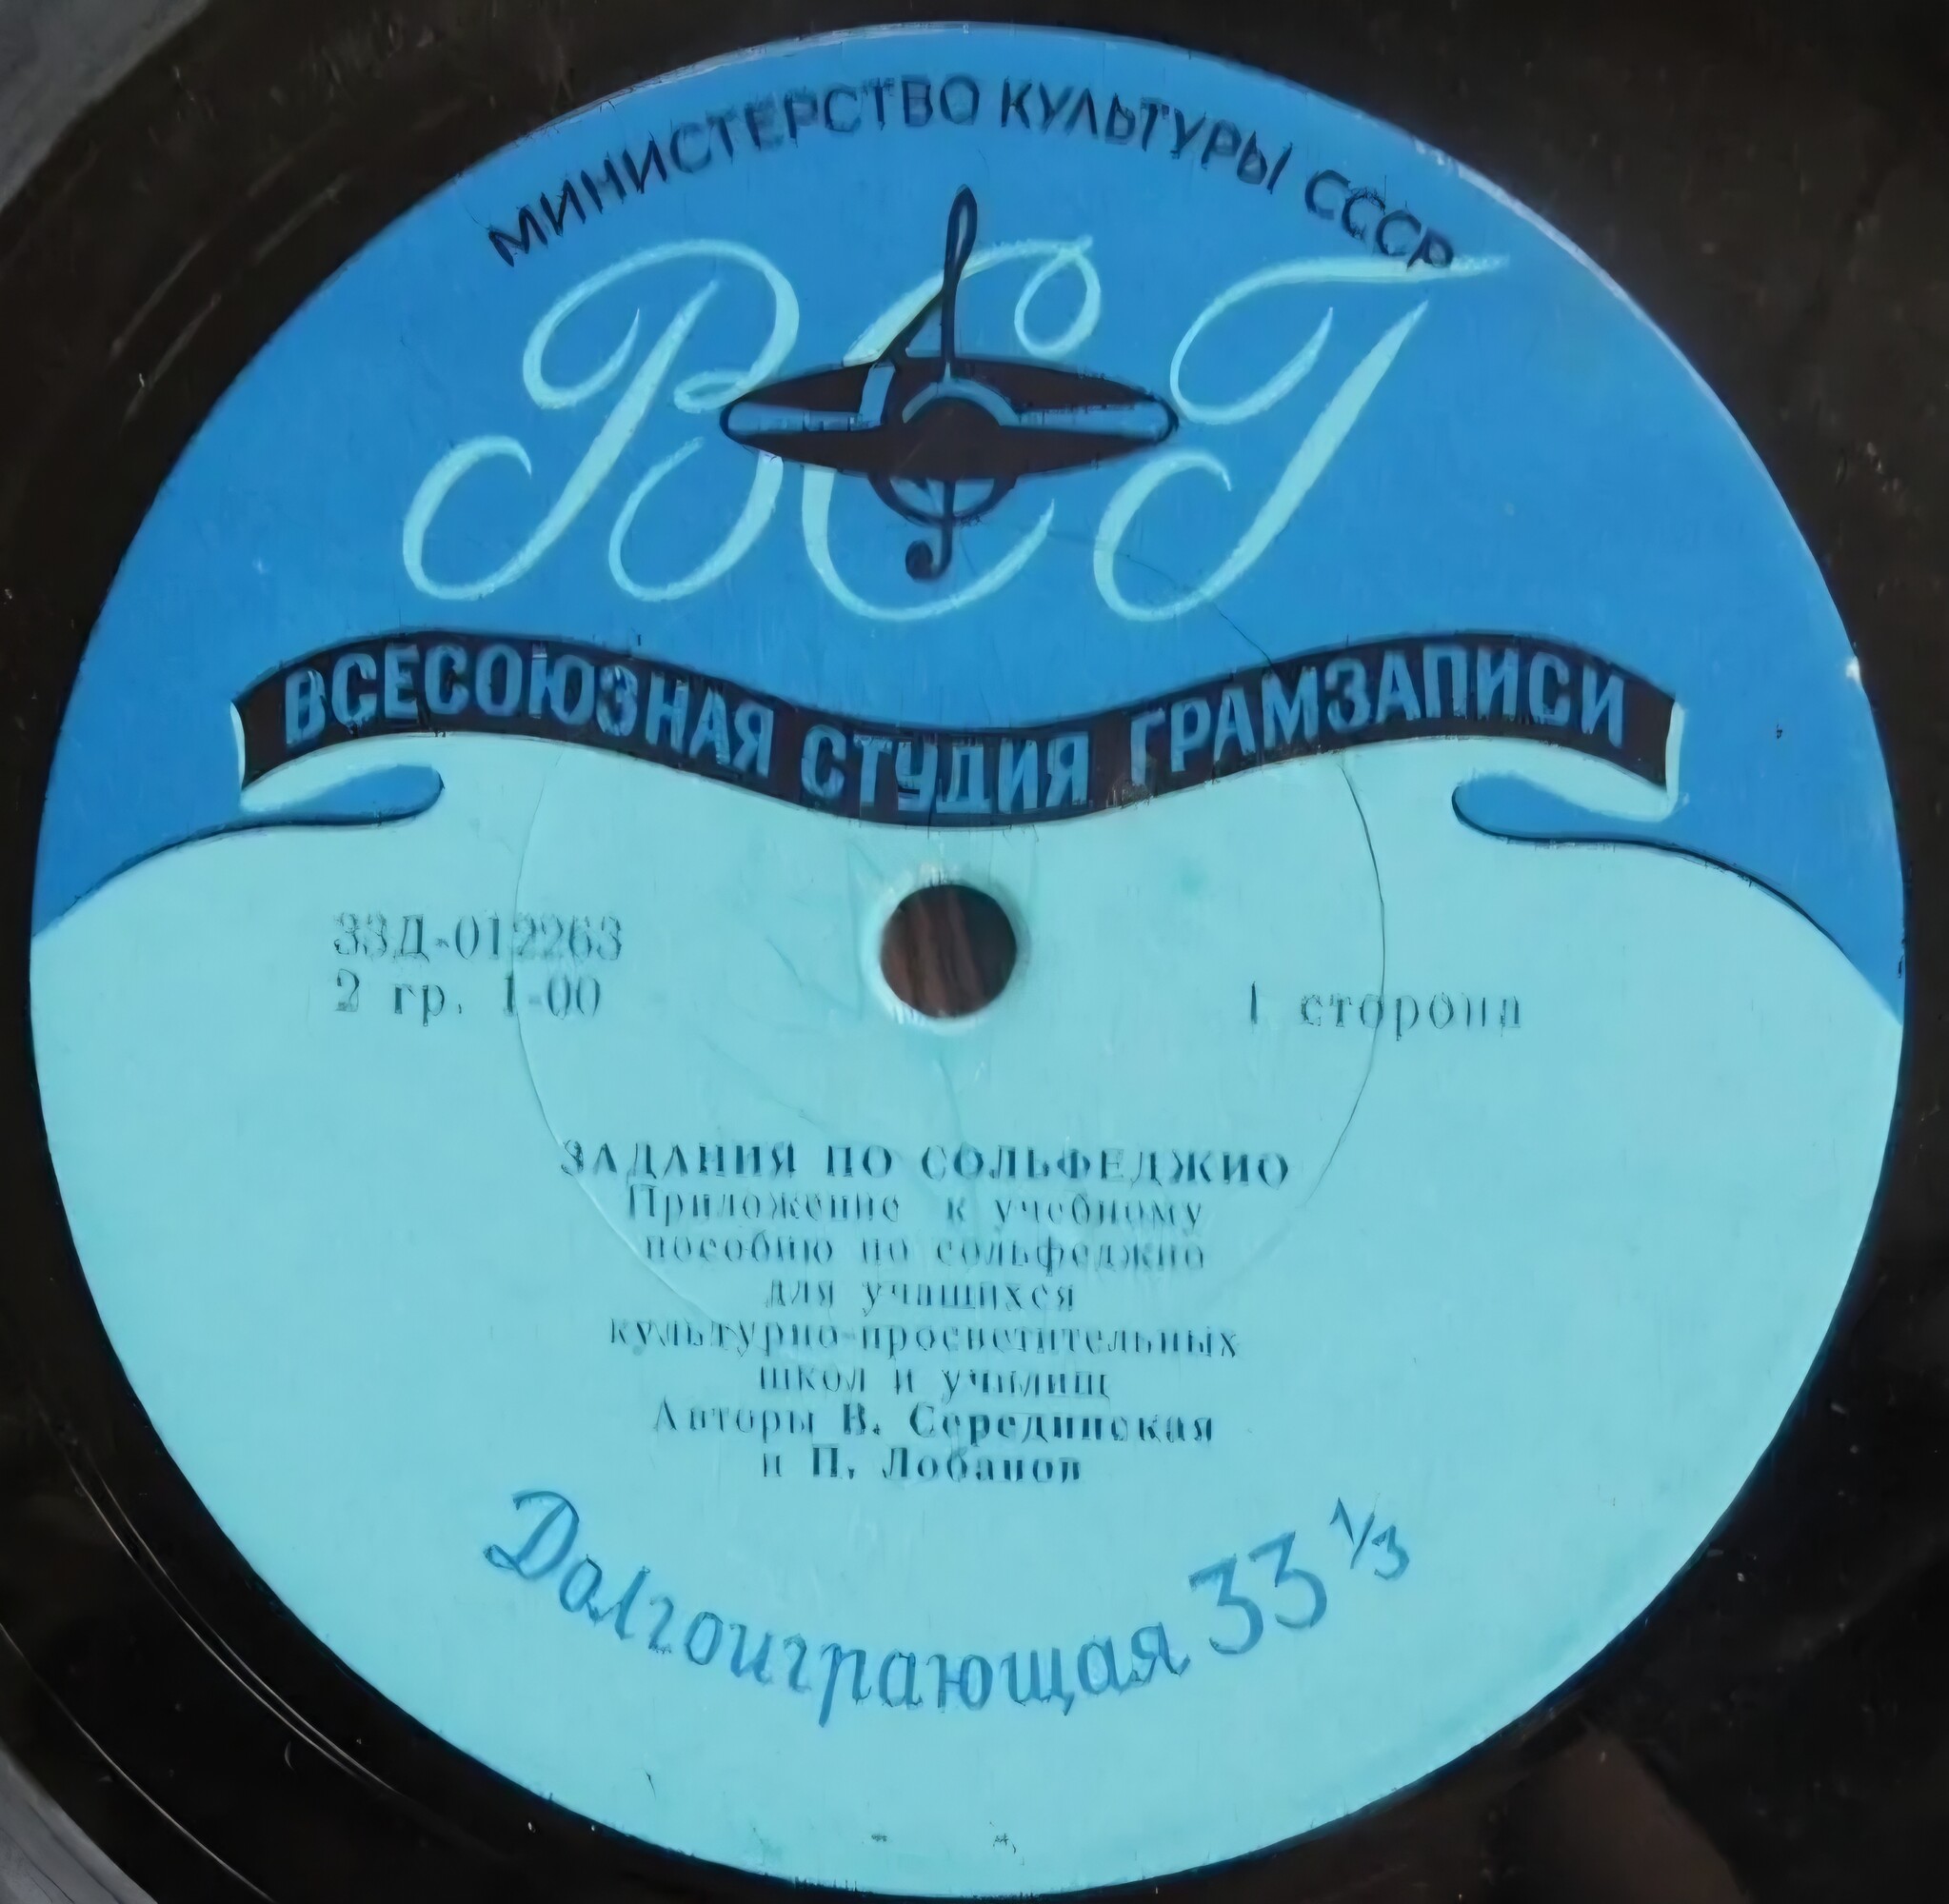 МИНИСТЕРСТВО КУЛЬТУРЫ СССР
ВСГ
ВСЕСОЮЗНАЯ СТУДИЯ ГРАМЗАПИСИ
33Д-012263
2 гр. 1-00
1 сторона
ЗАДАНИЯ ПО СОЛЬФЕДЖИО
Приложение к учебному
пособию по сольфеджио
для учащихся
культурно-просветительных
школ и училищ
Авторы В. Серединская
и П. Лобанов
Долгоиграющая 33 1/3